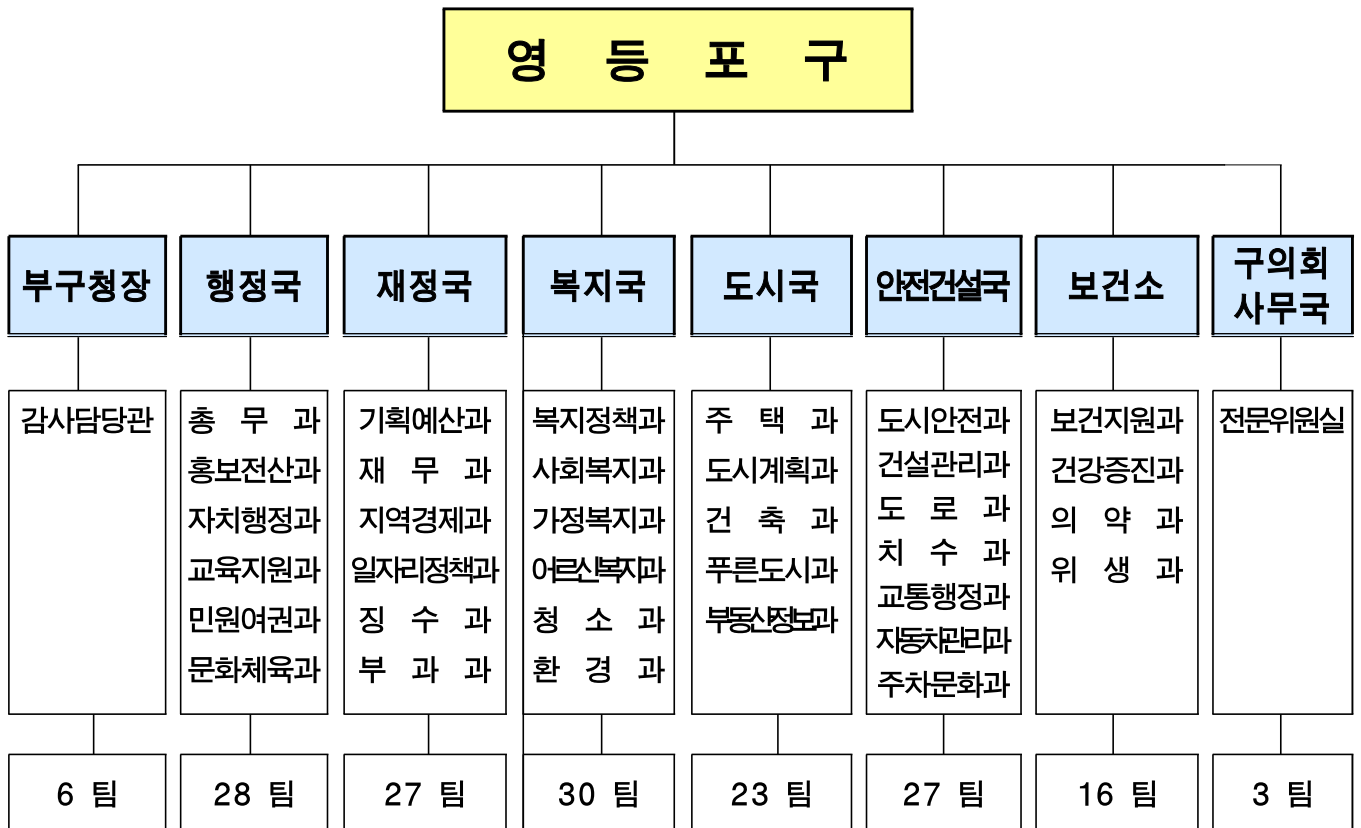 영 등 포 구
부구청장
행정국
재정국
복지국
도시국
안전건설국
보건소
구의회
사무국
감사담당관
총 무 과
홍보전산과
자치행정과
교육지원과
민원여권과
문화체육과
기획예산과
재 무 과
지역경제과
일자리정책과
징 수 과
부 과 과
복지정책과
사회복지과
가정복지과
어르신복지과
청 소 과
환 경 과
주 택 과
도시계획과
건 축 과
푸른도시과
부동산정보과
도시안전과
건설관리과
도 로 과
치 수 과
교통행정과
자동차관리과
주차문화과
보건지원과
건강증진과
의 약 과
위 생 과
전문위원실
6 팀
28 팀
27 팀
30 팀
23 팀
27 팀
16 팀
3 팀